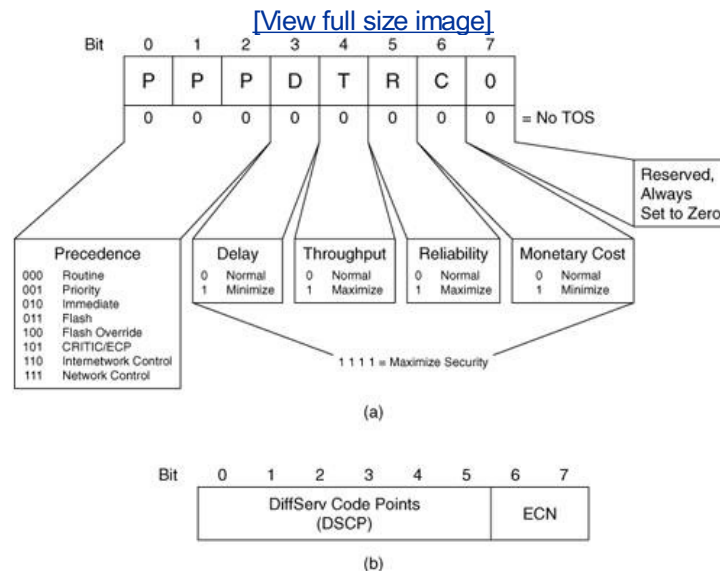 [View full size image]
Bit 0 1 2 3 4 5 6 7
P P P D T R C 0
0 0 0 0 0 0 0 0 = No TOS
Reserved,
Always
Set to Zero
Precedence
000 Routine
001 Priority
010 Immediate
011 Flash
100 Flash Override
101 CRITIC/ECP
110 Internetwork Control
111 Network Control
Delay
0 Normal
1 Minimize
Throughput
0 Normal
1 Maximize
Reliability
0 Normal
1 Maximize
Monetary Cost
0 Normal
1 Minimize
1 1 1 1 = Maximize Security
(a)
Bit 0 1 2 3 4 5 6 7
DiffServ Code Points
(DSCP)
ECN
(b)